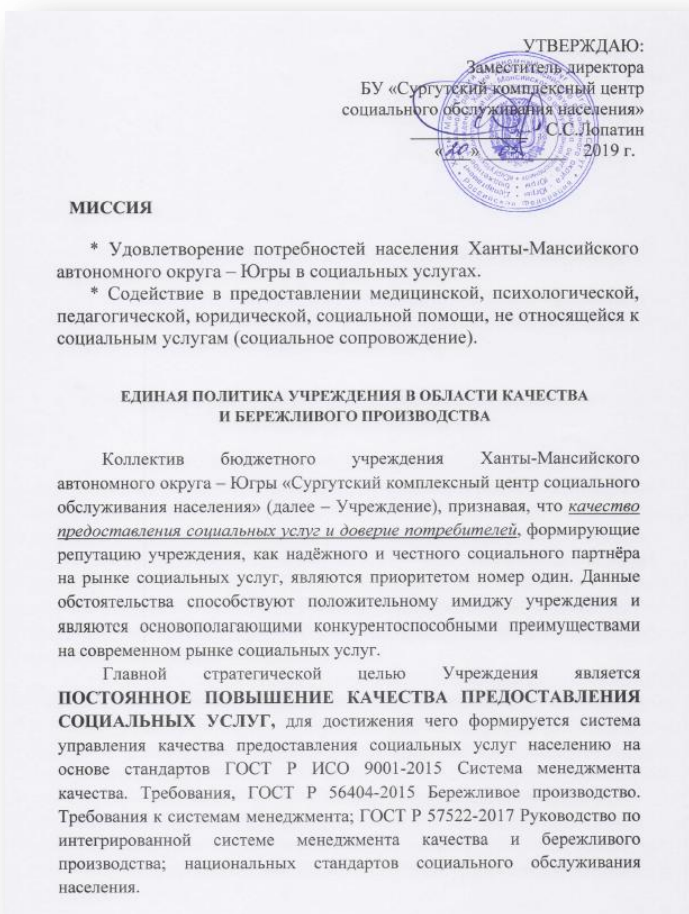 УТВЕРЖДАЮ:
Заместитель директора
БУ «Сургутский комплексный центр
социального обслуживания населения»
С.С.Лопатин
«20» 2019 г.
МИССИЯ
* Удовлетворение потребностей населения Ханты-Мансийского
автономного округа – Югры в социальных услугах.
* Содействие в предоставлении медицинской, психологической,
педагогической, юридической, социальной помощи, не относящейся к
социальным услугам (социальное сопровождение).
ЕДИНАЯ ПОЛИТИКА УЧРЕЖДЕНИЯ В ОБЛАСТИ КАЧЕСТВА
И БЕРЕЖЛИВОГО ПРОИЗВОДСТВА
Коллектив бюджетного учреждения Ханты-Мансийского
автономного округа – Югры «Сургутский комплексный центр социального
обслуживания населения» (далее – Учреждение), признавая, что качество
предоставления социальных услуг и доверие потребителей, формирующие
репутацию учреждения, как надёжного и честного социального партнёра
на рынке социальных услуг, являются приоритетом номер один. Данные
обстоятельства способствуют положительному имиджу учреждения и
являются основополагающими конкурентоспособными преимуществами
на современном рынке социальных услуг.
Главной стратегической целью Учреждения является
ПОСТОЯННОЕ ПОВЫШЕНИЕ КАЧЕСТВА ПРЕДОСТАВЛЕНИЯ
СОЦИАЛЬНЫХ УСЛУГ, для достижения чего формируется система
управления качества предоставления социальных услуг населению на
основе стандартов ГОСТ Р ИСО 9001-2015 Система менеджмента
качества. Требования, ГОСТ Р 56404-2015 Бережливое производство.
Требования к системам менеджмента; ГОСТ Р 57522-2017 Руководство по
интегрированной системе менеджмента качества и бережливого
производства; национальных стандартов социального обслуживания
населения.